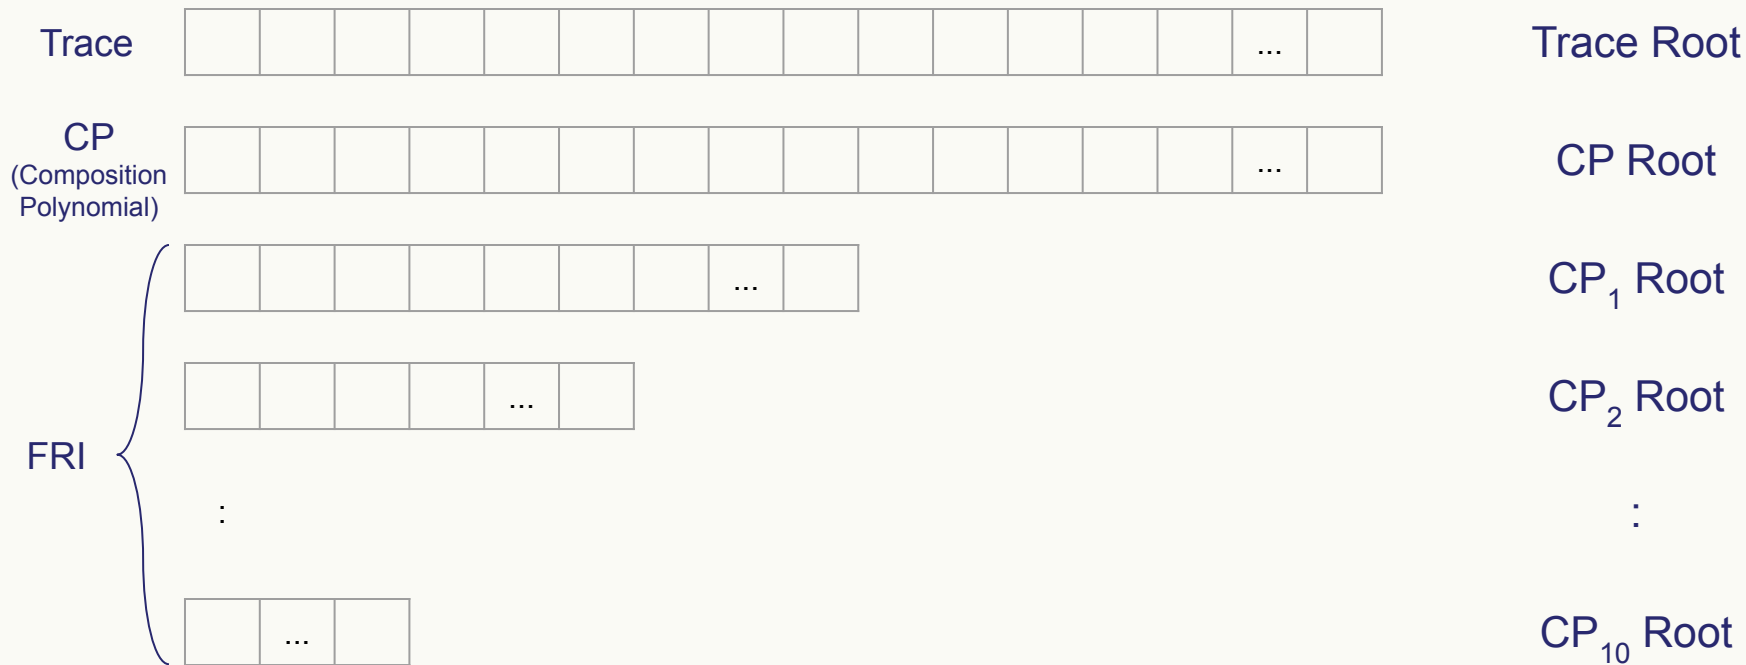 Trace ... Trace Root
CP
(Composition
Polynomial)
... CP Root
... CP₁ Root
... CP₂ Root
FRI
: :
... CP₁₀ Root